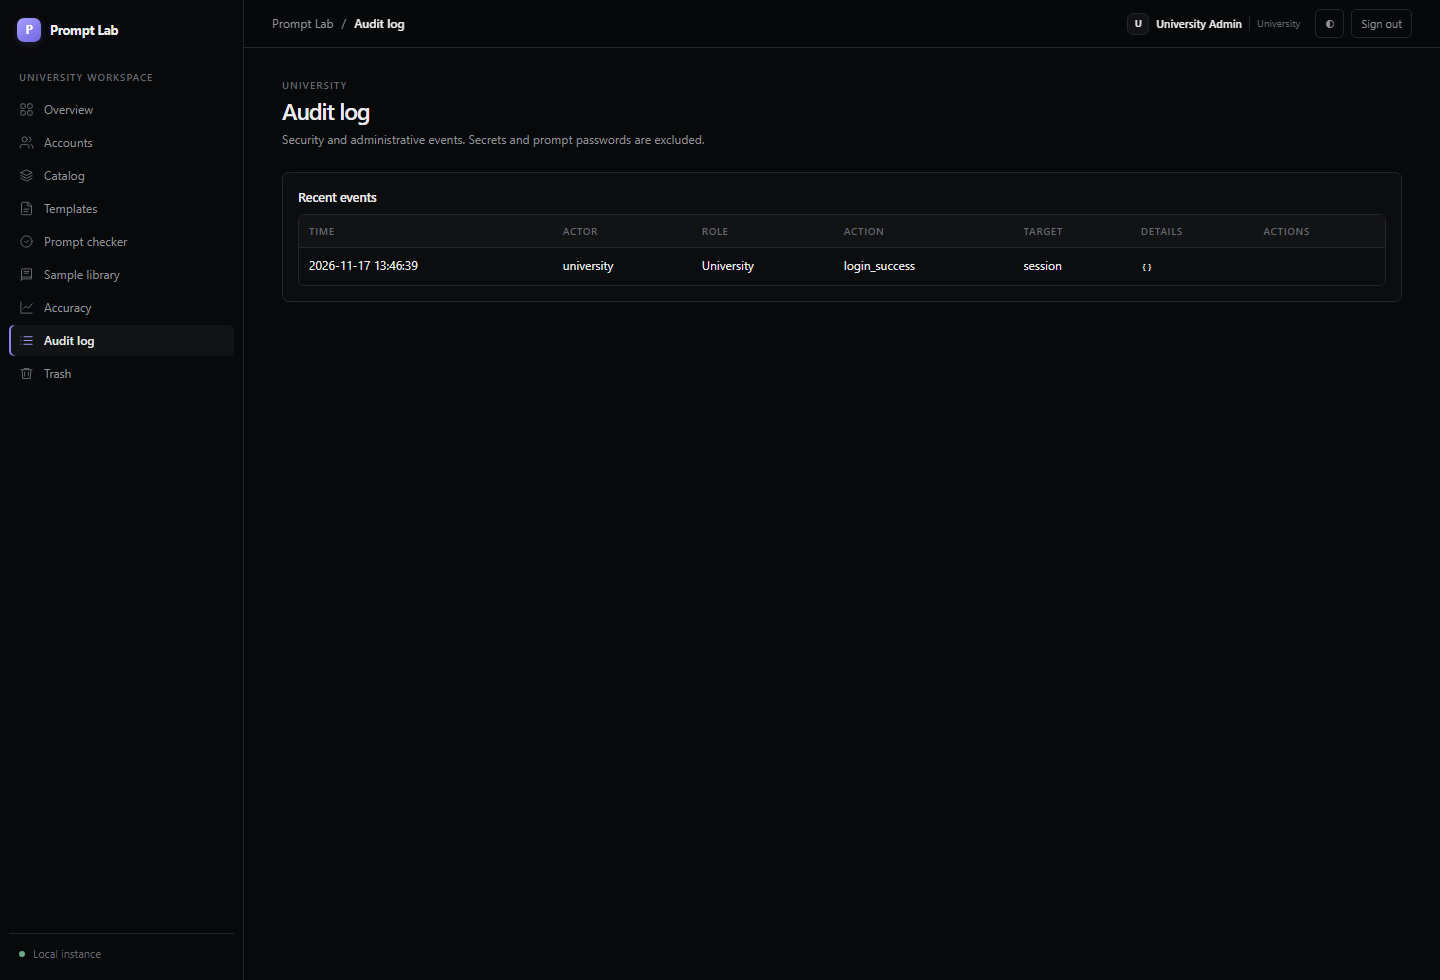 P Prompt Lab
UNIVERSITY WORKSPACE
Overview
Accounts
Catalog
Templates
Prompt checker
Sample library
Accuracy
Audit log
Trash
Local instance
Prompt Lab / Audit log
U University Admin University Sign out
UNIVERSITY
Audit log
Security and administrative events. Secrets and prompt passwords are excluded.
Recent events
TIME ACTOR ROLE ACTION TARGET DETAILS ACTIONS
2026-11-17 13:46:39 university University login_success session {}